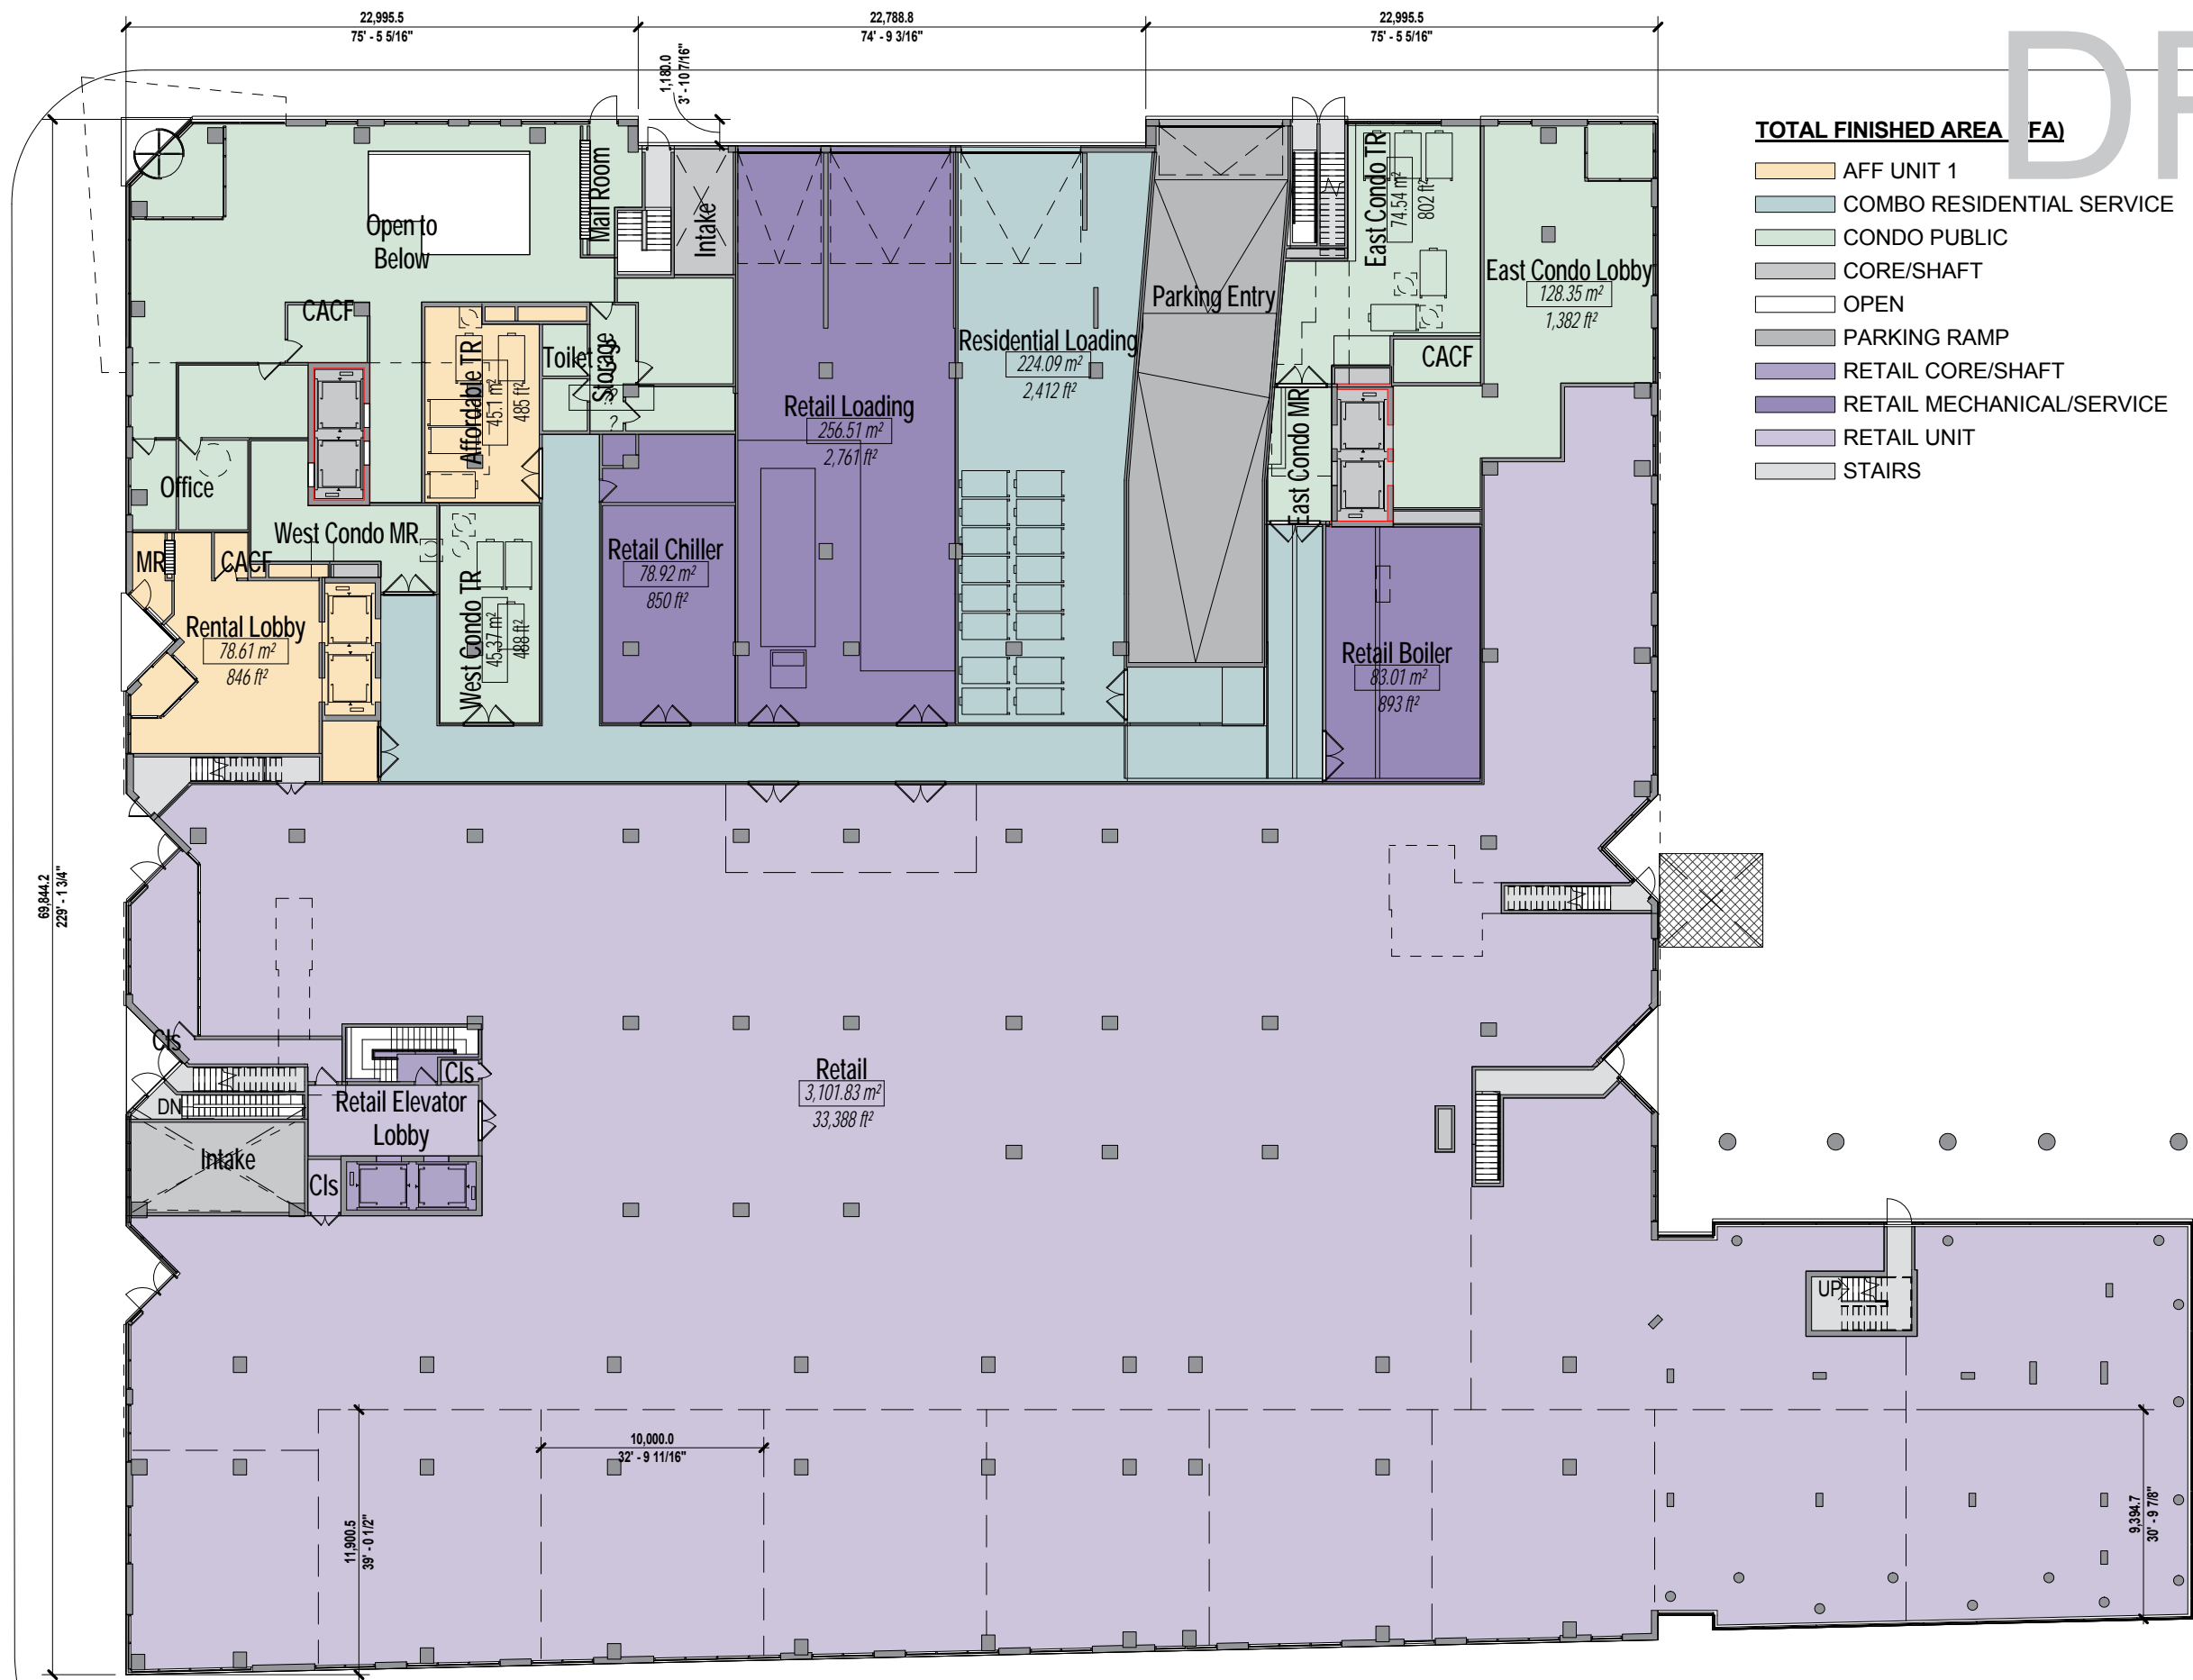 22,995.5
75' - 5 5/16"
22,788.8
74' - 9 3/16"
22,995.5
75' - 5 5/16"
1,180.0
3' - 10 7/16"
69,844.2
229' - 1 3/4"
TOTAL FINISHED AREA (TFA)
AFF UNIT 1
COMBO RESIDENTIAL SERVICE
CONDO PUBLIC
CORE/SHAFT
OPEN
PARKING RAMP
RETAIL CORE/SHAFT
RETAIL MECHANICAL/SERVICE
RETAIL UNIT
STAIRS
Open to
Below
Mail Room
Intake
CACF
Affordable TR
45.1 m²
485 ft²
Toilet
Storage
?
Office
West Condo MR
MR
CACF
Rental Lobby
78.61 m²
846 ft²
West Condo TR
45.37 m²
488 ft²
Retail Chiller
78.92 m²
850 ft²
Retail Loading
256.51 m²
2,761 ft²
Residential Loading
224.09 m²
2,412 ft²
Parking Entry
East Condo TR
74.54 m²
802 ft²
East Condo Lobby
128.35 m²
1,382 ft²
CACF
East Condo MR
Retail Boiler
83.01 m²
893 ft²
Cls
Cls
DN
Retail Elevator
Lobby
Intake
Cls
Retail
3,101.83 m²
33,388 ft²
UP
10,000.0
32' - 9 11/16"
11,900.5
39' - 0 1/2"
9,394.7
30' - 9 7/8"